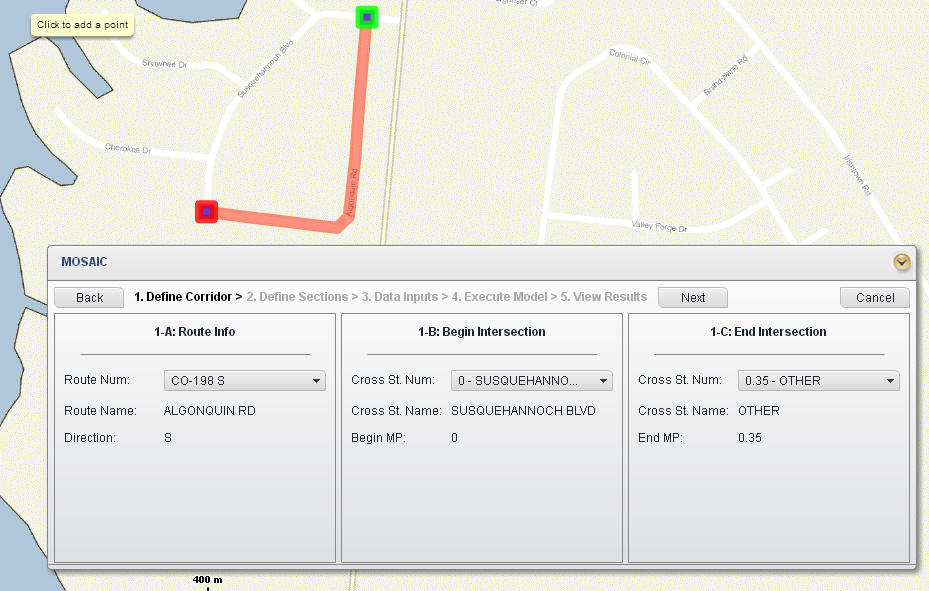 Click to add a point
Shawnee Dr
Susquehannoch Blvd
Cherokee Dr
Algonquin Rd
Colonial Cir
Brandywine Rd
Irishtown Rd
Valley Forge Dr
MOSAIC
Back 1. Define Corridor > 2. Define Sections > 3. Data Inputs > 4. Execute Model > 5. View Results Next Cancel
1-A: Route Info
Route Num: CO-198 S
Route Name: ALGONQUIN RD
Direction: S
1-B: Begin Intersection
Cross St. Num: 0 - SUSQUEHANNO...
Cross St. Name: SUSQUEHANNOCH BLVD
Begin MP: 0
1-C: End Intersection
Cross St. Num: 0.35 - OTHER
Cross St. Name: OTHER
End MP: 0.35
400 m